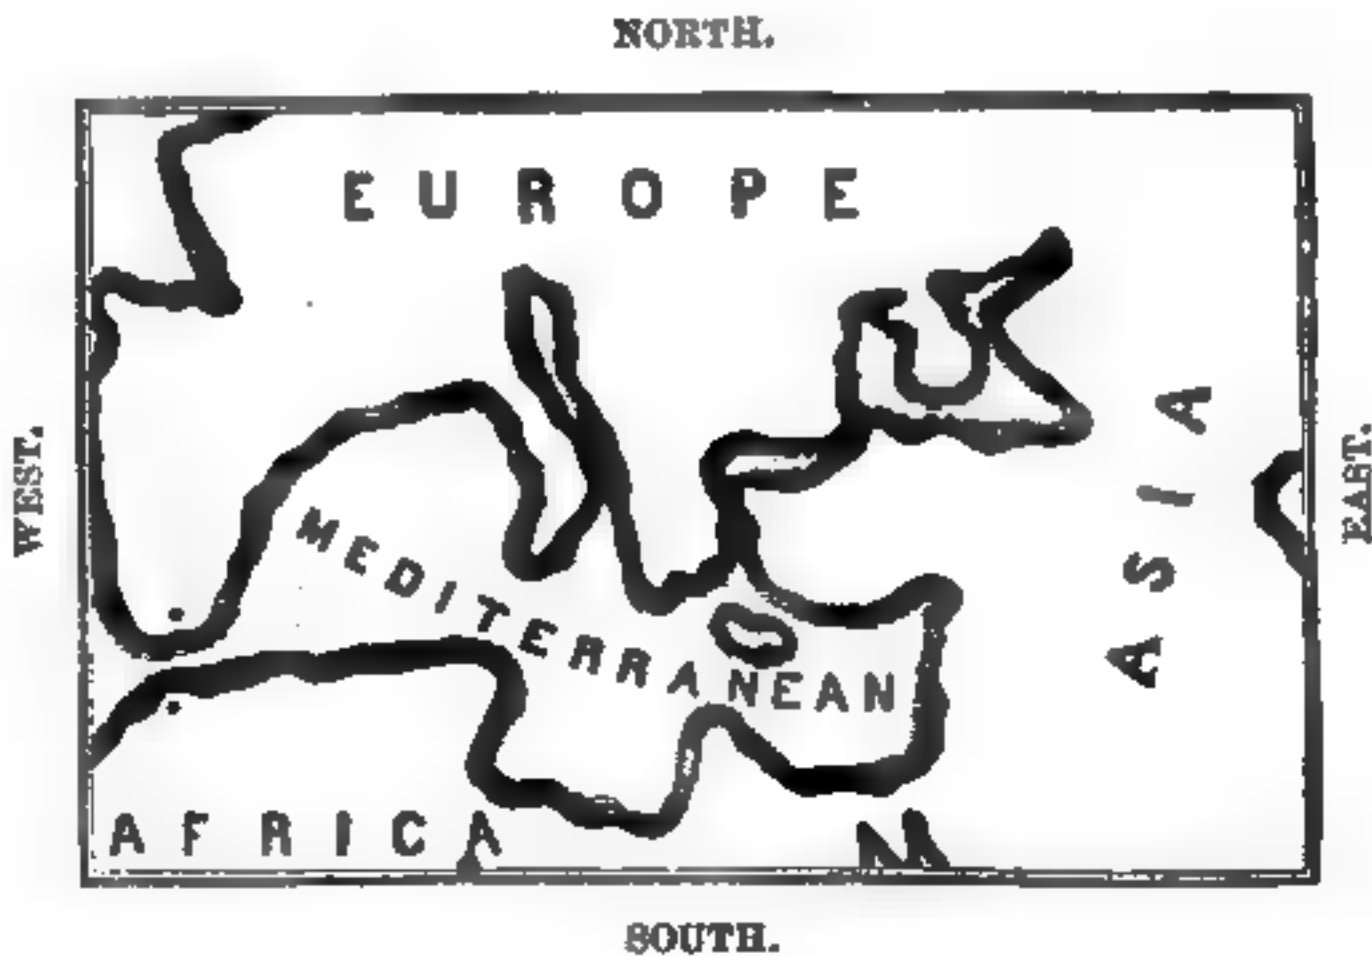 NORTH.
EUROPE
WEST.
MEDITERRANEAN
ASIA
EAST.
AFRICA
SOUTH.